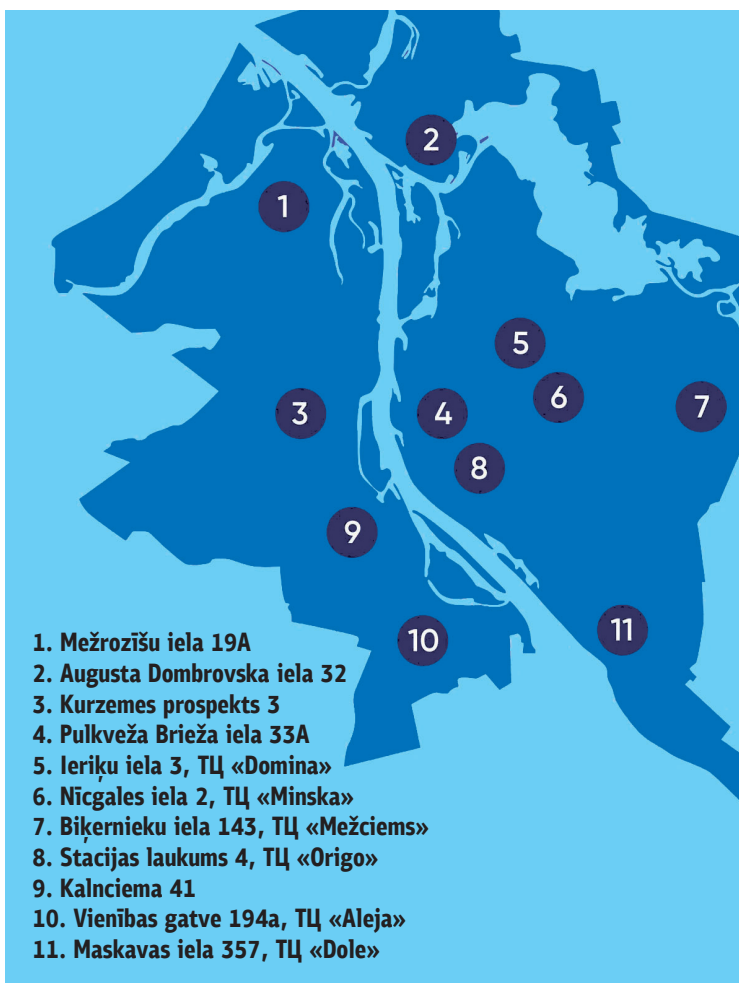 2
1
5
6
7
3
4
8
9
11
10
1. Mežrozīšu iela 19A
2. Augusta Dombrovska iela 32
3. Kurzemes prospekts 3
4. Pulkveža Brieža iela 33A
5. Ieriķu iela 3, ТЦ «Domina»
6. Nīcgales iela 2, ТЦ «Minska»
7. Biķernieku iela 143, ТЦ «Mežciems»
8. Stacijas laukums 4, ТЦ «Origo»
9. Kalnciema 41
10. Vienības gatve 194a, ТЦ «Aleja»
11. Maskavas iela 357, ТЦ «Dole»